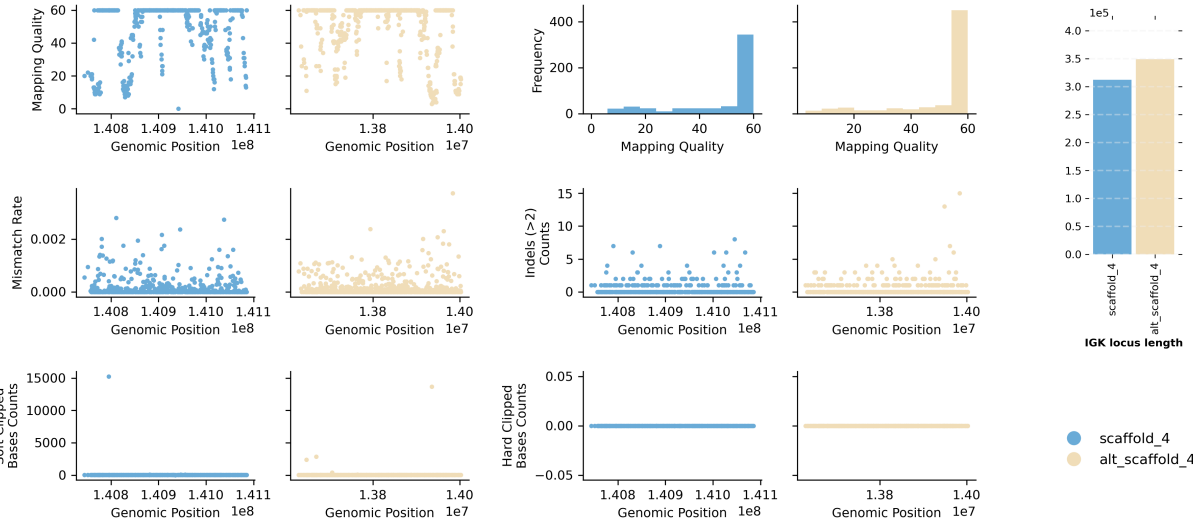 Mapping Quality
60
40
20
0
1.408 1.409 1.410 1.411
Genomic Position 1e8
1.38 1.40
Genomic Position 1e7
Frequency
400
200
0
0 20 40 60
Mapping Quality
20 40 60
Mapping Quality
1e5
4.0
3.5
3.0
2.5
2.0
1.5
1.0
0.5
0.0
scaffold_4
alt_scaffold_4
IGK locus length
Mismatch Rate
0.002
0.000
1.408 1.409 1.410 1.411
Genomic Position 1e8
1.38 1.40
Genomic Position 1e7
Indels (>2)
Counts
15
10
5
0
1.408 1.409 1.410 1.411
Genomic Position 1e8
1.38 1.40
Genomic Position 1e7
Bases Counts
15000
10000
5000
0
1.408 1.409 1.410 1.411
Genomic Position 1e8
1.38 1.40
Genomic Position 1e7
Hard Clipped
Bases Counts
0.05
0.00
−0.05
1.408 1.409 1.410 1.411
Genomic Position 1e8
1.38 1.40
Genomic Position 1e7
scaffold_4
alt_scaffold_4